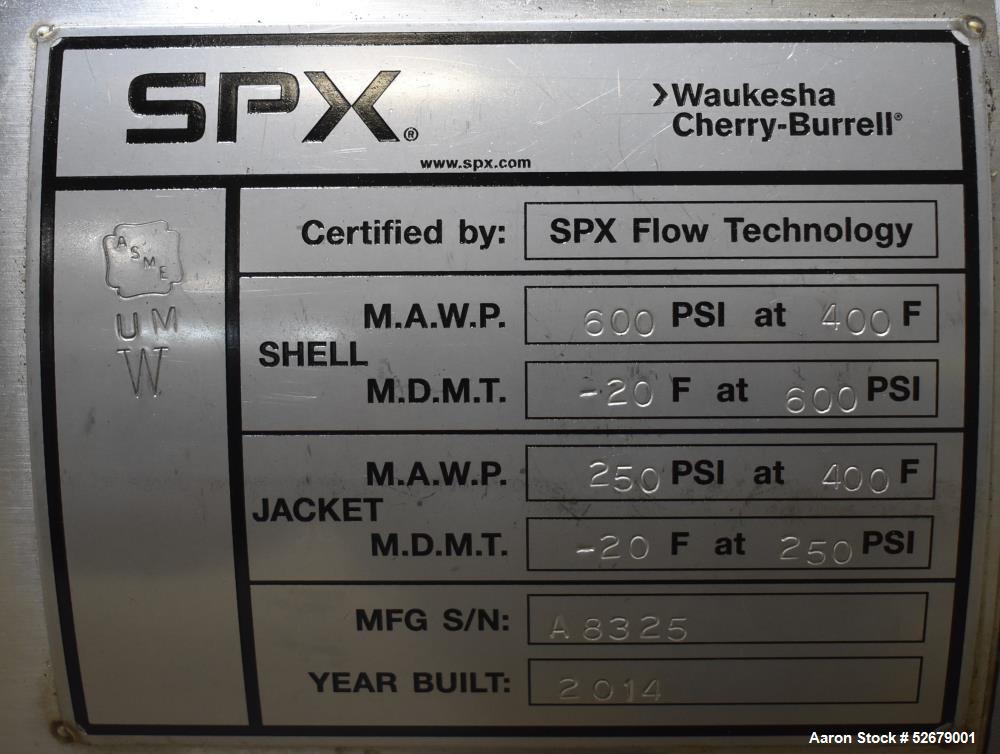 SPX®
›Waukesha
Cherry-Burrell®
www.spx.com
ASME
UM
W
Certified by: SPX Flow Technology
SHELL
M.A.W.P. 600 PSI at 400 F
M.D.M.T. -20 F at 600 PSI
JACKET
M.A.W.P. 250 PSI at 400 F
M.D.M.T. -20 F at 250 PSI
MFG S/N: A8325
YEAR BUILT: 2014
Aaron Stock # 52679001